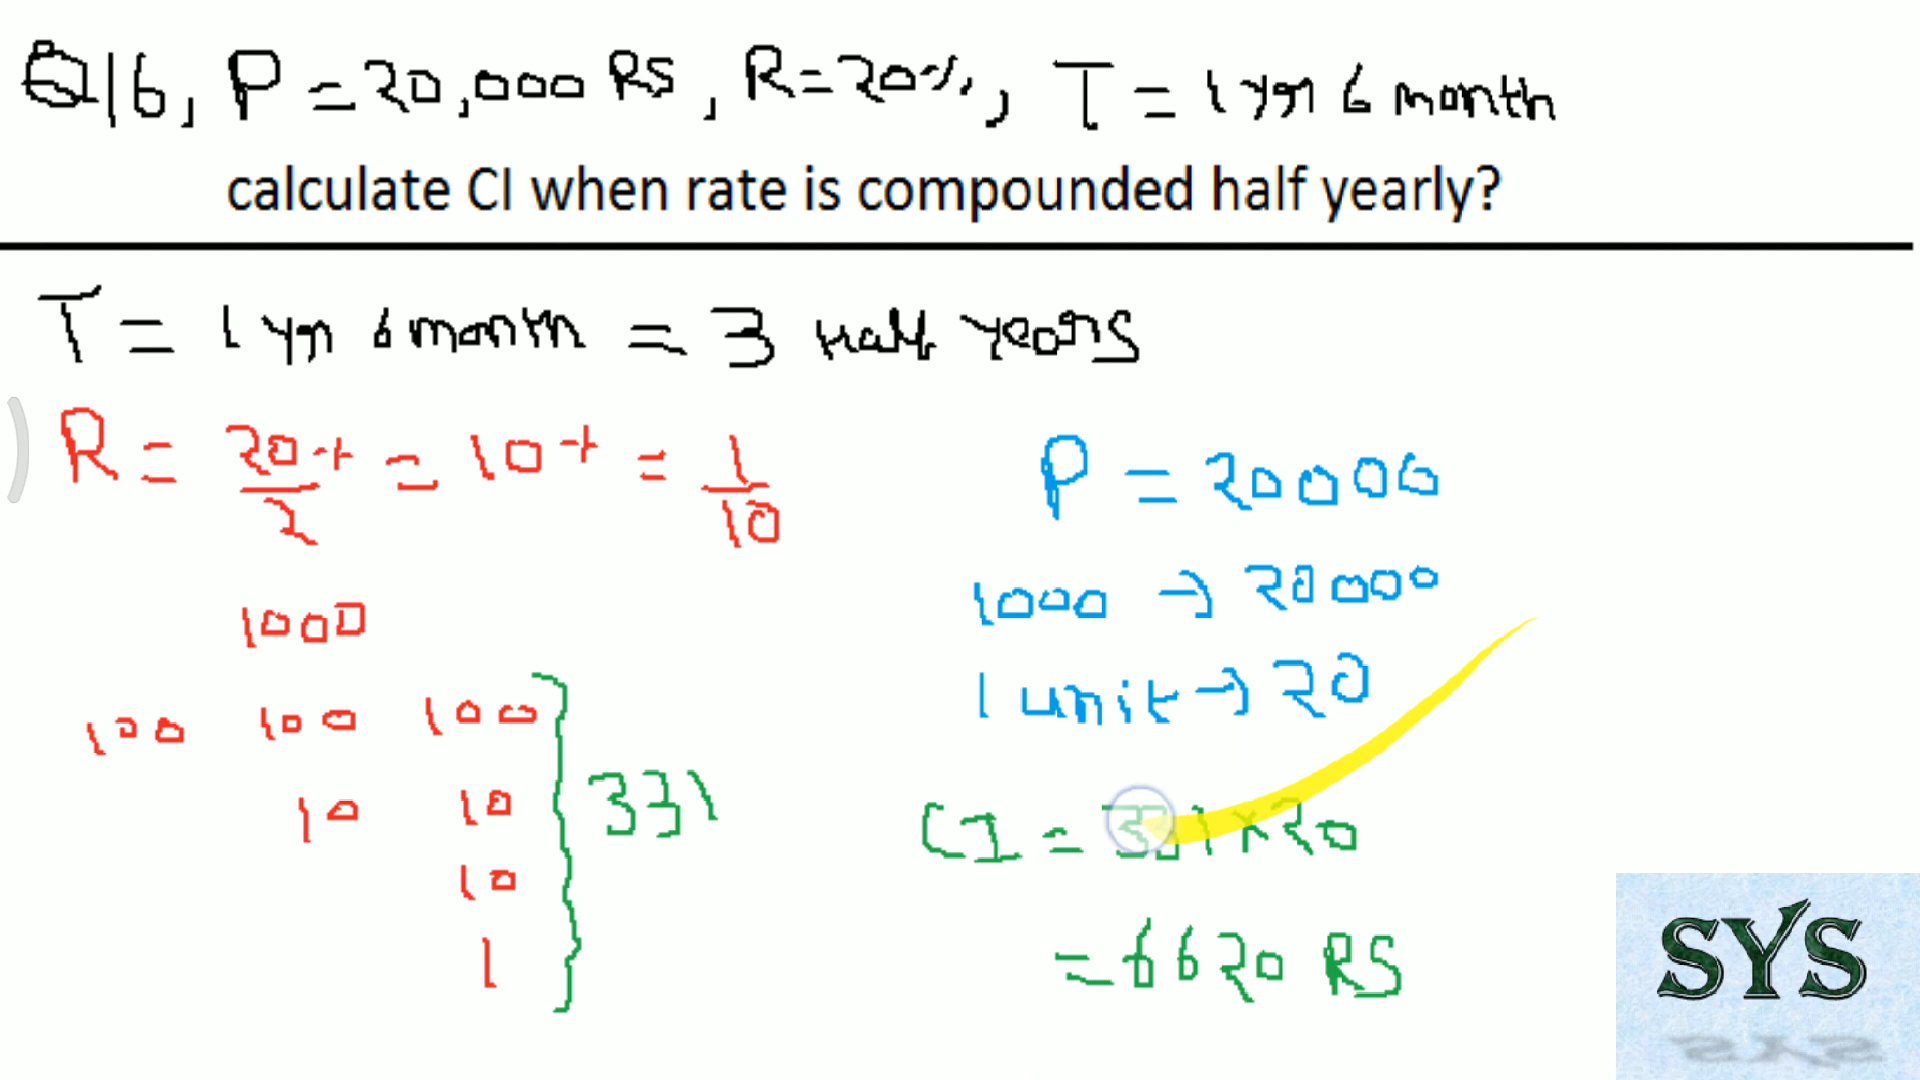 Q16, P = 20,000 RS, R = 20%, T = 1 yr 6 month
calculate CI when rate is compounded half yearly?
T = 1 yr 6 month = 3 half years
R = 20%/2 = 10% = 1/10
P = 20000
1000
1000 → 20000
100 100 100
1 unit → 20
10 10
331
CI = 331 × 20
10
1
= 6620 RS
SYS